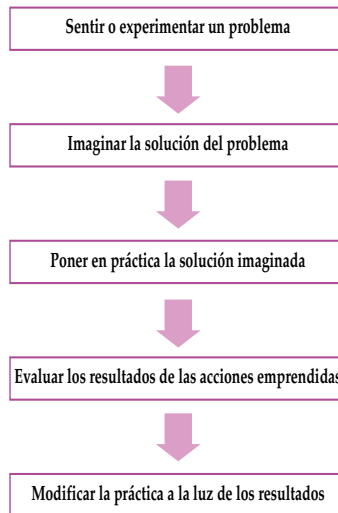 Sentir o experimentar un problema
Imaginar la solución del problema
Poner en práctica la solución imaginada
Evaluar los resultados de las acciones emprendidas
Modificar la práctica a la luz de los resultados